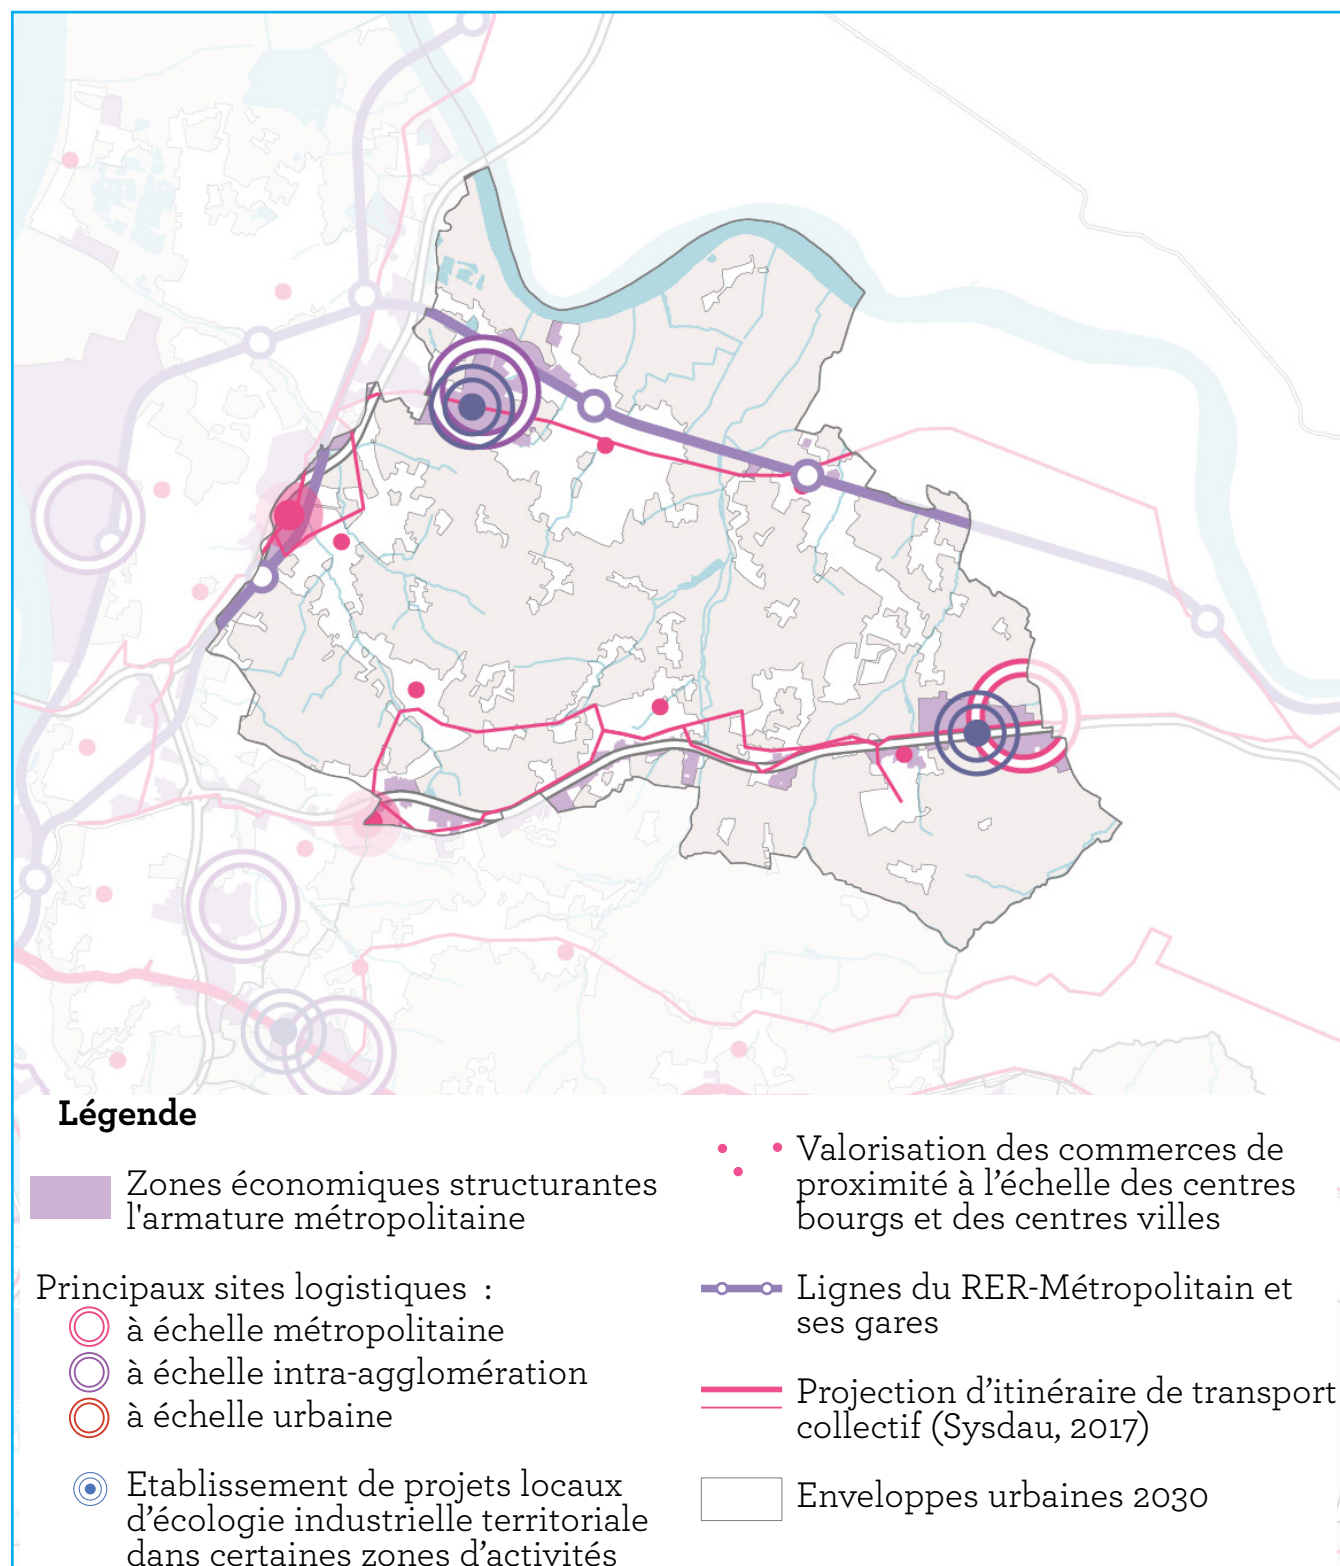 Légende
Zones économiques structurantes
l'armature métropolitaine
Principaux sites logistiques :
à échelle métropolitaine
à échelle intra-agglomération
à échelle urbaine
Etablissement de projets locaux
d’écologie industrielle territoriale
dans certaines zones d’activités
Valorisation des commerces de
proximité à l’échelle des centres
bourgs et des centres villes
Lignes du RER-Métropolitain et
ses gares
Projection d’itinéraire de transport
collectif (Sysdau, 2017)
Enveloppes urbaines 2030